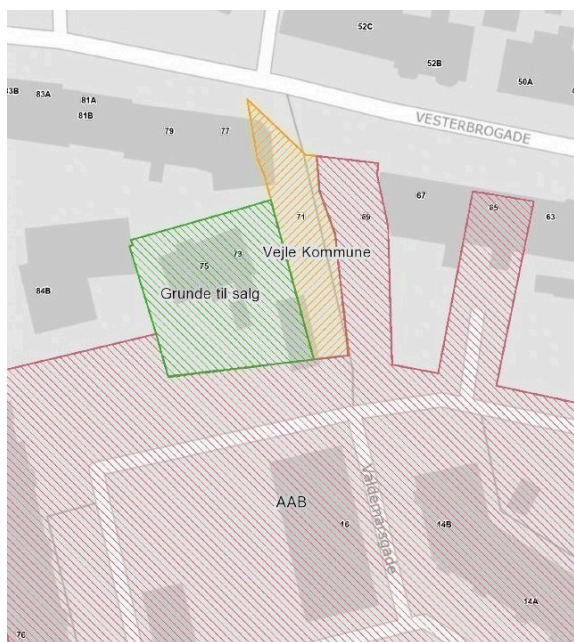 52C
52B
50A
83B
83A
81A
81B
79
77
VESTERBROGADE
67
65
63
71
69
73
Vejle Kommune
75
84B
Grunde til salg
AAB
16
Valdemarsgade
14B
14A
76